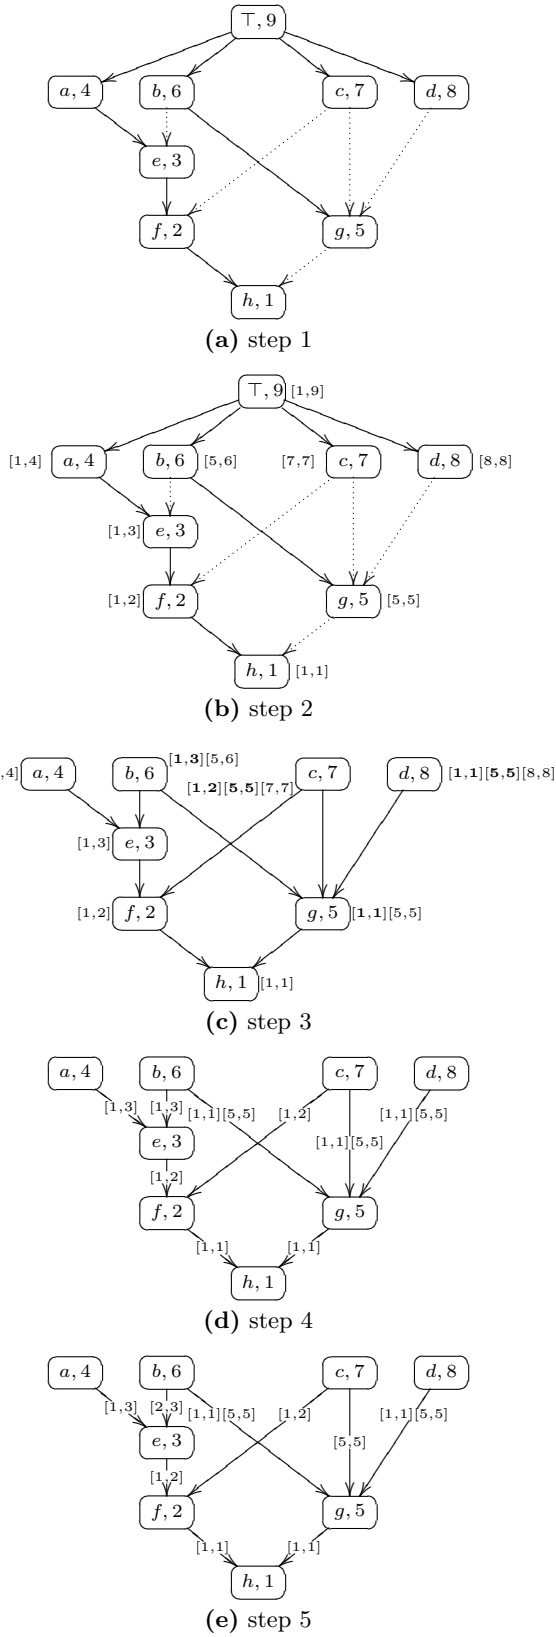 ⊤, 9
a, 4 b, 6 c, 7 d, 8
e, 3
f, 2 g, 5
h, 1
(a) step 1
⊤, 9 [1,9]
[1,4] a, 4 b, 6 [5,6] [7,7] c, 7 d, 8 [8,8]
[1,3] e, 3
[1,2] f, 2 g, 5 [5,5]
h, 1 [1,1]
(b) step 2
,4] a, 4 b, 6 [1,3][5,6] c, 7 d, 8 [1,1][5,5][8,8]
[1,2][5,5][7,7]
[1,3] e, 3
[1,2] f, 2 g, 5 [1,1][5,5]
h, 1 [1,1]
(c) step 3
a, 4 b, 6 c, 7 d, 8
[1,3] [1,3] [1,1][5,5] [1,2] [1,1][5,5]
e, 3 [1,1][5,5]
[1,2]
f, 2 g, 5
[1,1] [1,1]
h, 1
(d) step 4
a, 4 b, 6 c, 7 d, 8
[1,3] [2,3] [1,1][5,5] [1,2] [1,1][5,5]
e, 3 [5,5]
[1,2]
f, 2 g, 5
[1,1] [1,1]
h, 1
(e) step 5